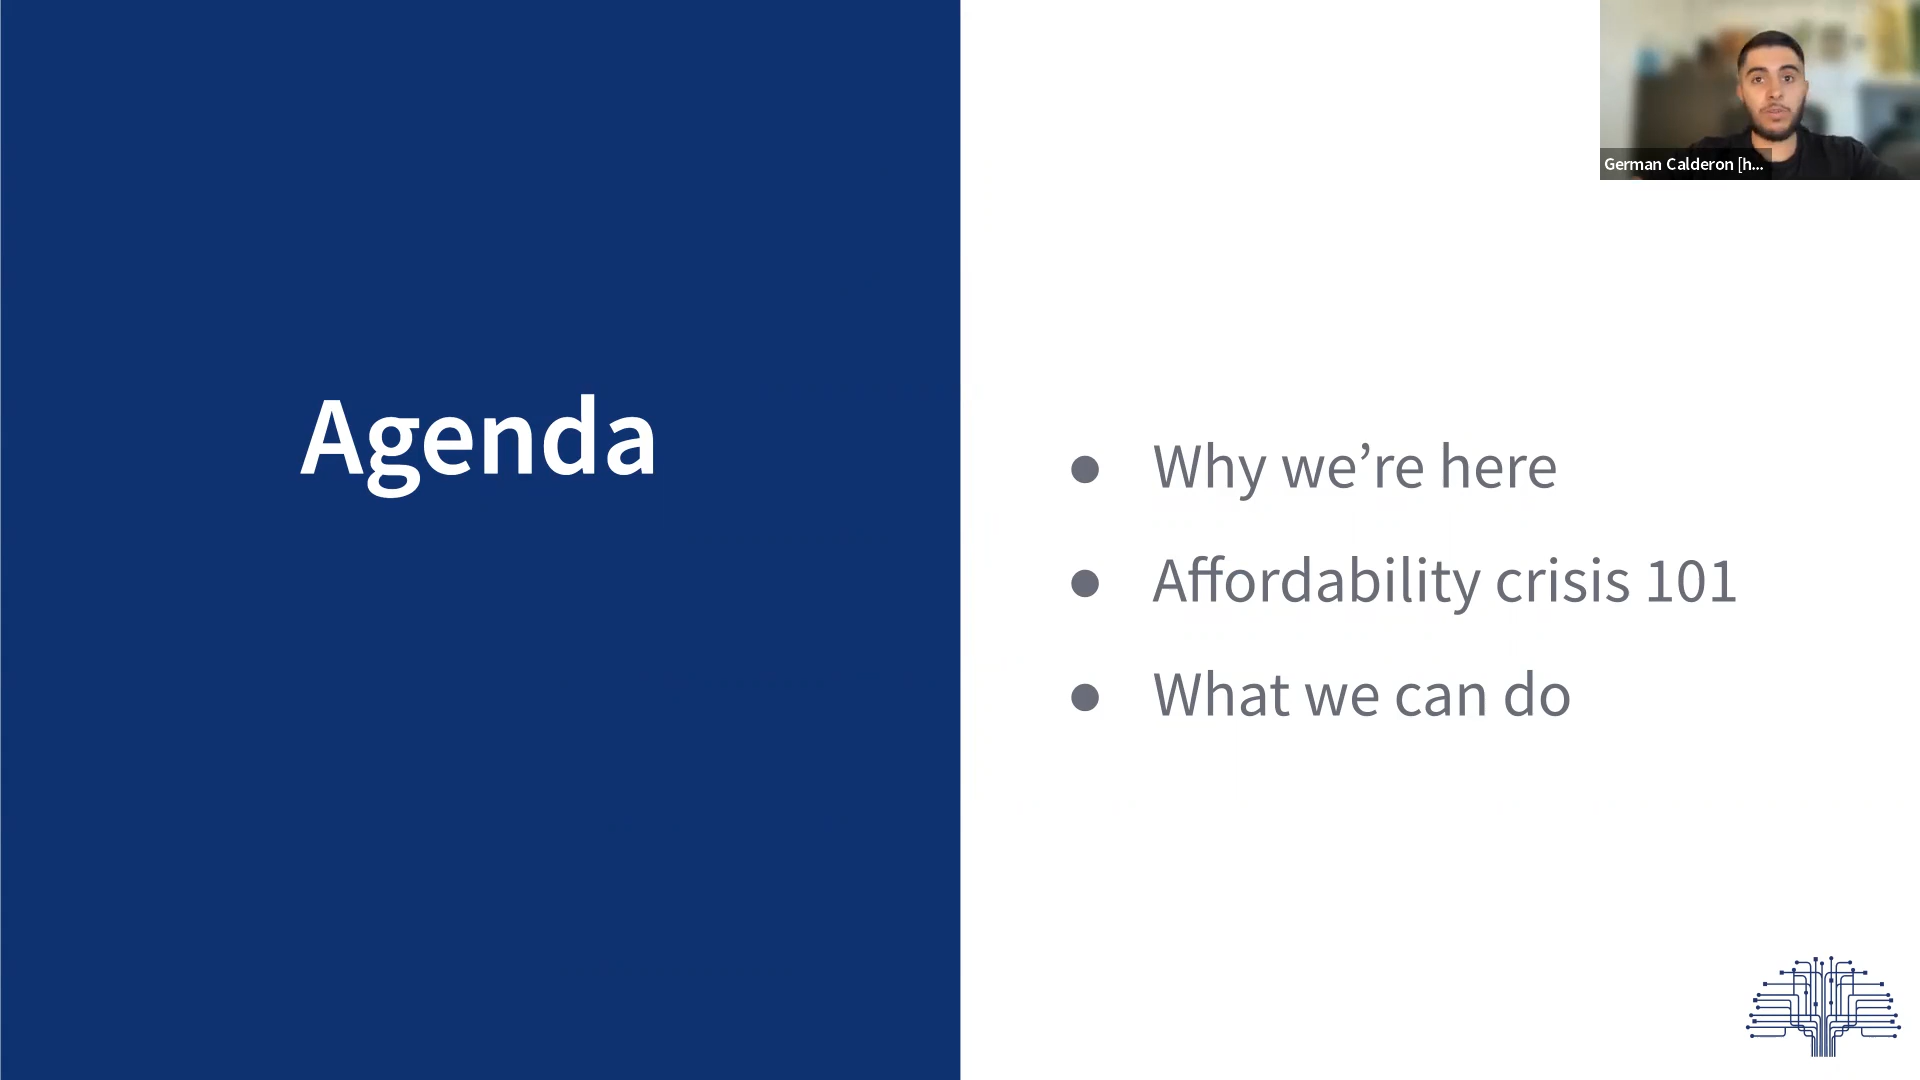 German Calderon [h...
Agenda
Why we’re here
Affordability crisis 101
What we can do